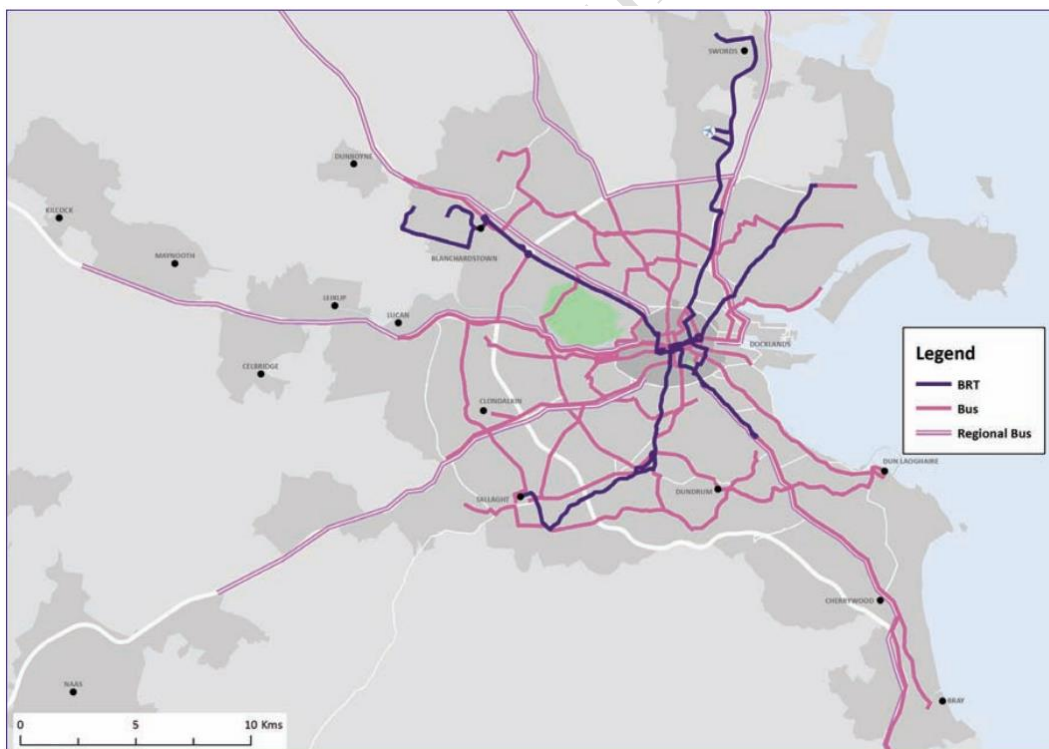 SWORDS
DUNBOYNE
KILCOCK
MAYNOOTH
BLANCHARDSTOWN
LEIXLIP
LUCAN
DOCKLANDS
CELBRIDGE
CLONDALKIN
Legend
BRT
Bus
Regional Bus
DUN LAOGHAIRE
TALLAGHT
DUNDRUM
CHERRYWOOD
NAAS
BRAY
0 5 10 Kms